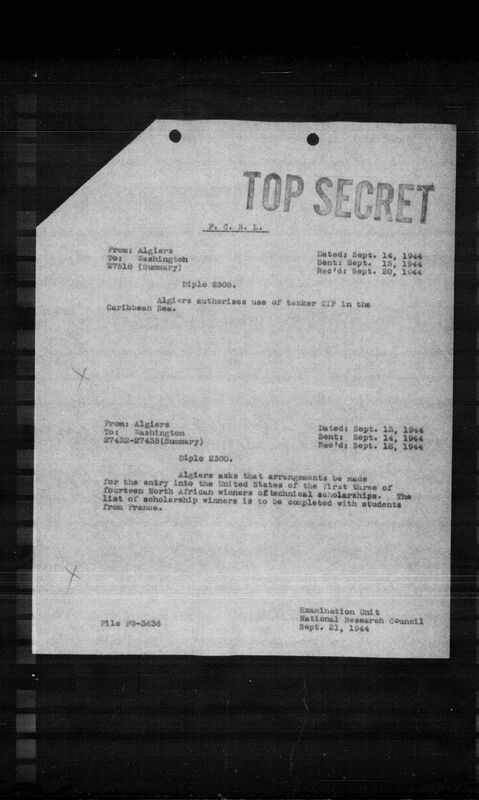 TOP SECRET
F. C. N. L.
From: Algiers Dated: Sept. 14, 1944
To: Washington Sent: Sept. 15, 1944
27518 (Summary) Rec'd: Sept. 20, 1944
Diplo 2308.
Algiers authorises use of tanker CIP in the
Caribbean Sea.
From: Algiers Dated: Sept. 13, 1944
To: Washington Sent: Sept. 14, 1944
27432-27438(Summary) Rec'd: Sept. 18, 1944
Diplo 2300.
Algiers asks that arrangements be made
for the entry into the United States of the first three of
fourteen North African winners of technical scholarships. The
list of scholarship winners is to be completed with students
from France.
Examination Unit
File FG-3636 National Research Council
Sept. 21, 1944